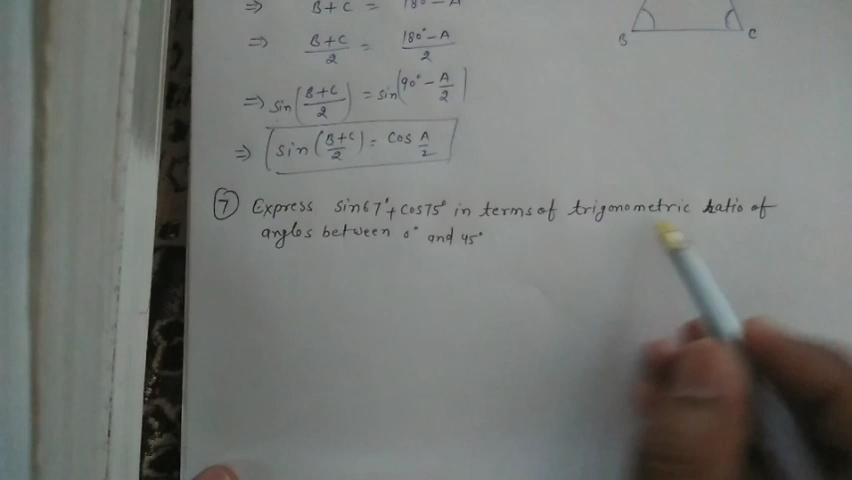 ⇒ B+C = 180°-A
⇒ B+C/2 = 180°-A/2
B C
⇒ sin(B+C/2) = sin(90° - A/2)
⇒ sin(B+C/2) = cos A/2
7 Express sin67°+cos75° in terms of trigonometric ratio of
angles between 0° and 45°